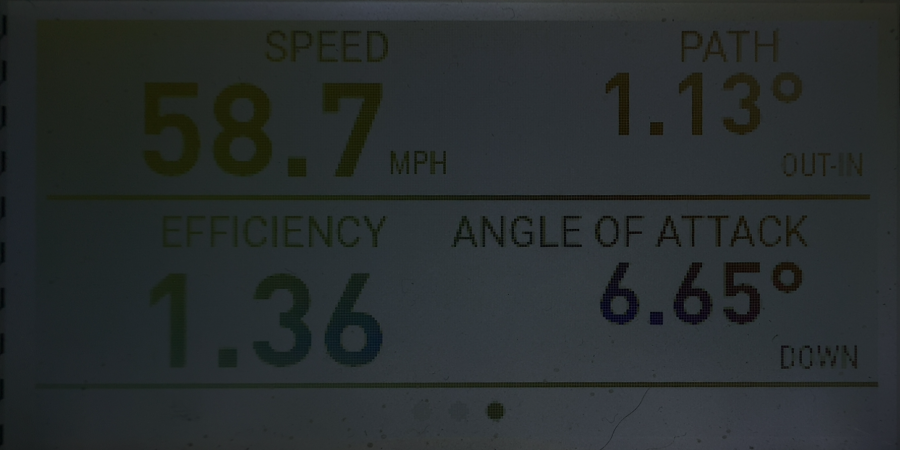 SPEED
58.7 MPH
PATH
1.13°
OUT-IN
EFFICIENCY
1.36
ANGLE OF ATTACK
6.65°
DOWN